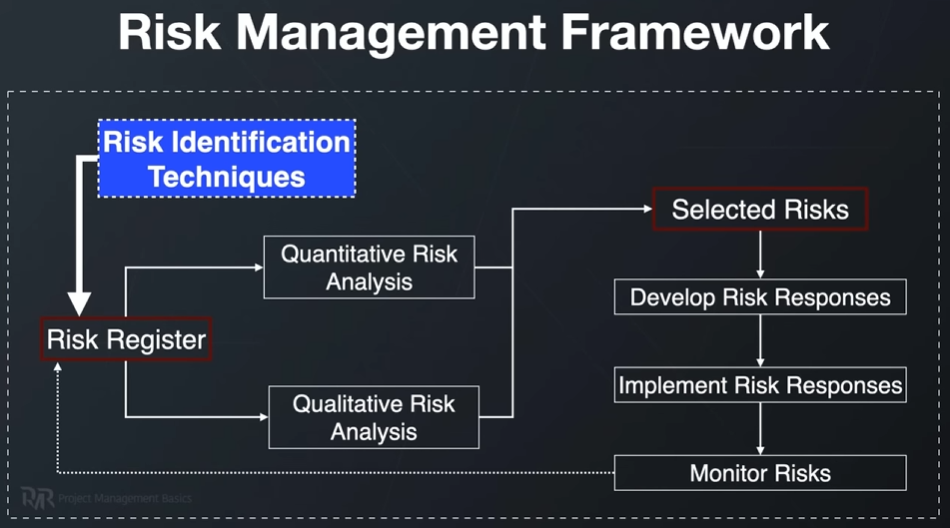 Risk Management Framework
Risk Identification
Techniques
Quantitative Risk
Analysis
Selected Risks
Develop Risk Responses
Risk Register
Implement Risk Responses
Qualitative Risk
Analysis
Monitor Risks
Project Management Basics